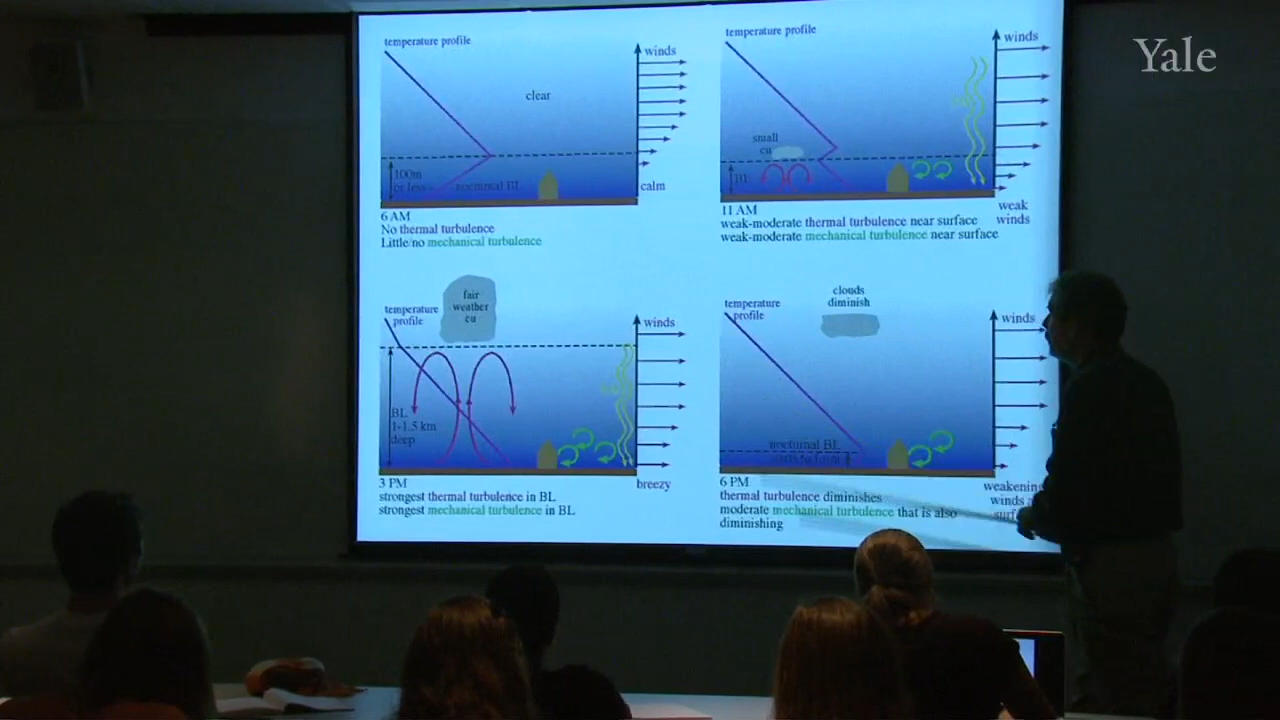 Yale
temperature profile
winds
clear
100m
or less
nocturnal BL
calm
6 AM
No thermal turbulence
Little/no mechanical turbulence
temperature profile
winds
small
cu
BL
weak
winds
11 AM
weak-moderate thermal turbulence near surface
weak-moderate mechanical turbulence near surface
fair
weather
cu
temperature
profile
winds
BL
1-1.5 km
deep
breezy
3 PM
strongest thermal turbulence in BL
strongest mechanical turbulence in BL
clouds
diminish
temperature
profile
winds
nocturnal BL
6 PM
thermal turbulence diminishes
moderate mechanical turbulence that is also
diminishing
weakening
winds